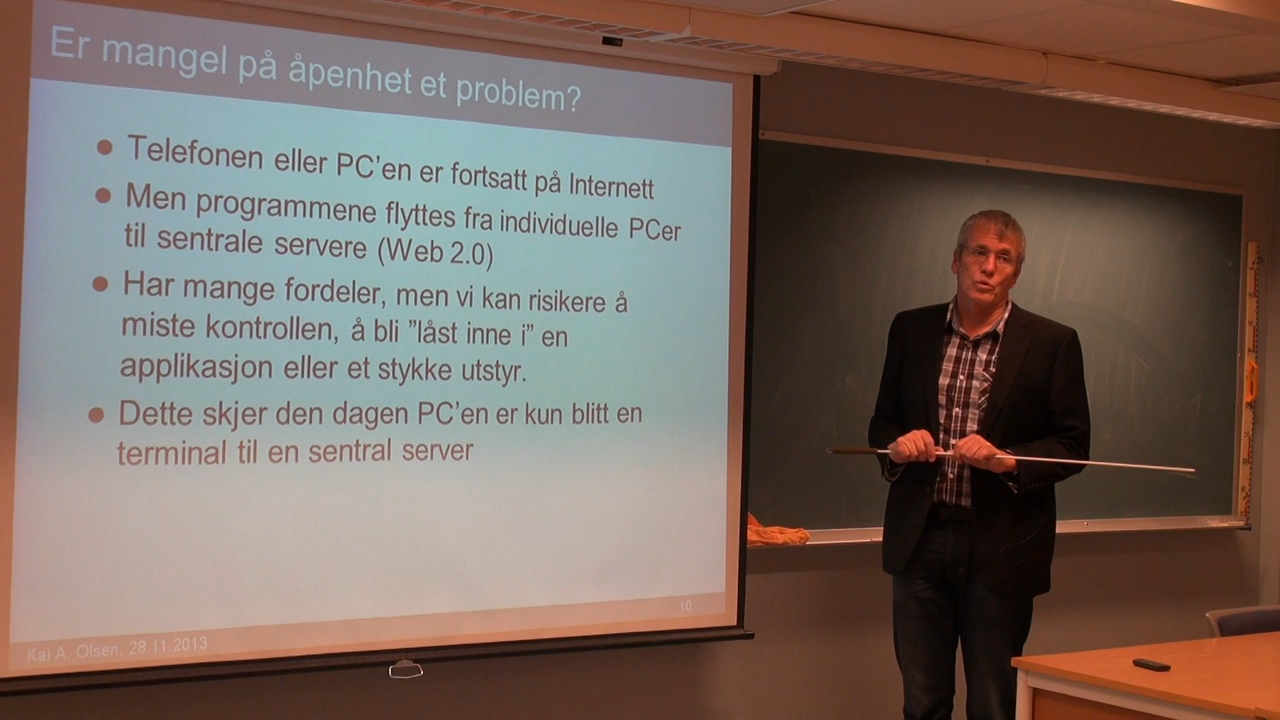 Er mangel på åpenhet et problem?
Telefonen eller PC'en er fortsatt på Internett
Men programmene flyttes fra individuelle PCer
til sentrale servere (Web 2.0)
Har mange fordeler, men vi kan risikere å
miste kontrollen, å bli ”låst inne i” en
applikasjon eller et stykke utstyr.
Dette skjer den dagen PC'en er kun blitt en
terminal til en sentral server
Kai A. Olsen, 28.11.2013
10